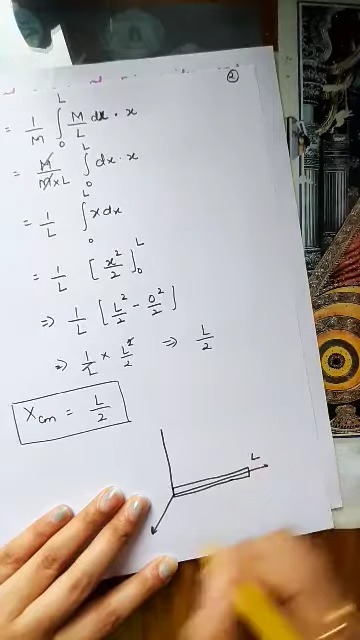 ②
= 1/M ∫₀ᴸ M/L dx · x
= M/(M×L) ∫₀ᴸ dx · x
= 1/L ∫₀ᴸ x dx
= 1/L [x²/2]₀ᴸ
⇒ 1/L [L²/2 - 0²/2]
⇒ 1/L × L²/2 ⇒ L/2
Xcm = L/2
L